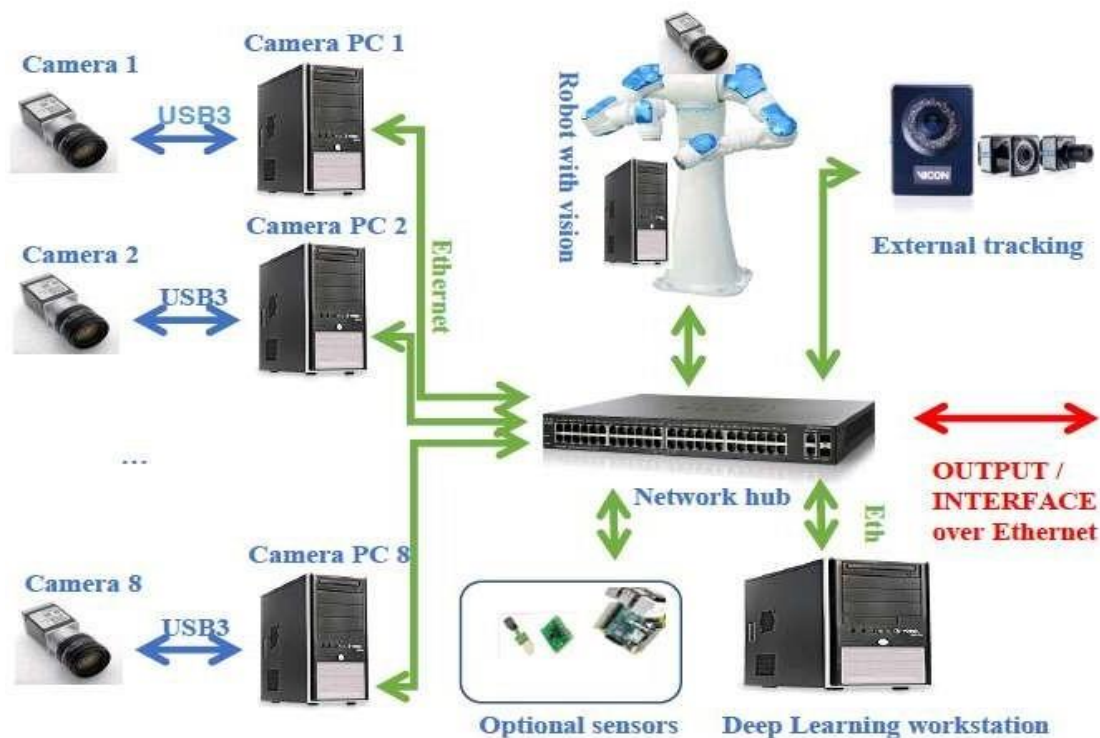 Camera 1
USB3
Camera PC 1
Camera 2
USB3
Camera PC 2
...
Camera 8
USB3
Camera PC 8
Ethernet
Robot with vision
VICON
External tracking
Network hub
Eth
OUTPUT /
INTERFACE
over Ethernet
Optional sensors
Deep Learning workstation